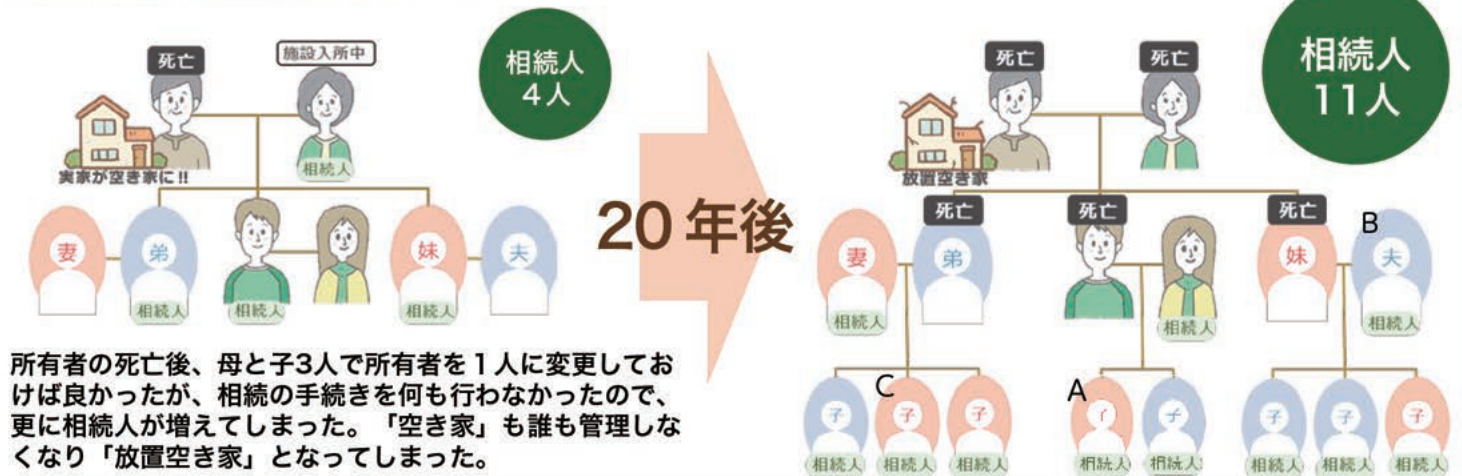 死亡
施設入所中
相続人
4人
相続人
実家が空き家に!!
妻
弟
妹
夫
相続人
相続人
相続人
所有者の死亡後、母と子3人で所有者を1人に変更してお
けば良かったが、相続の手続きを何も行わなかったので、
更に相続人が増えてしまった。「空き家」も誰も管理しな
くなり「放置空き家」となってしまった。
20年後
死亡
死亡
相続人
11人
放置空き家
死亡
死亡
死亡
B
妻
弟
妹
夫
相続人
相続人
相続人
C
A
子
子
子
子
子
子
子
相続人
相続人
相続人
相続人
相続人
相続人
相続人
相続人